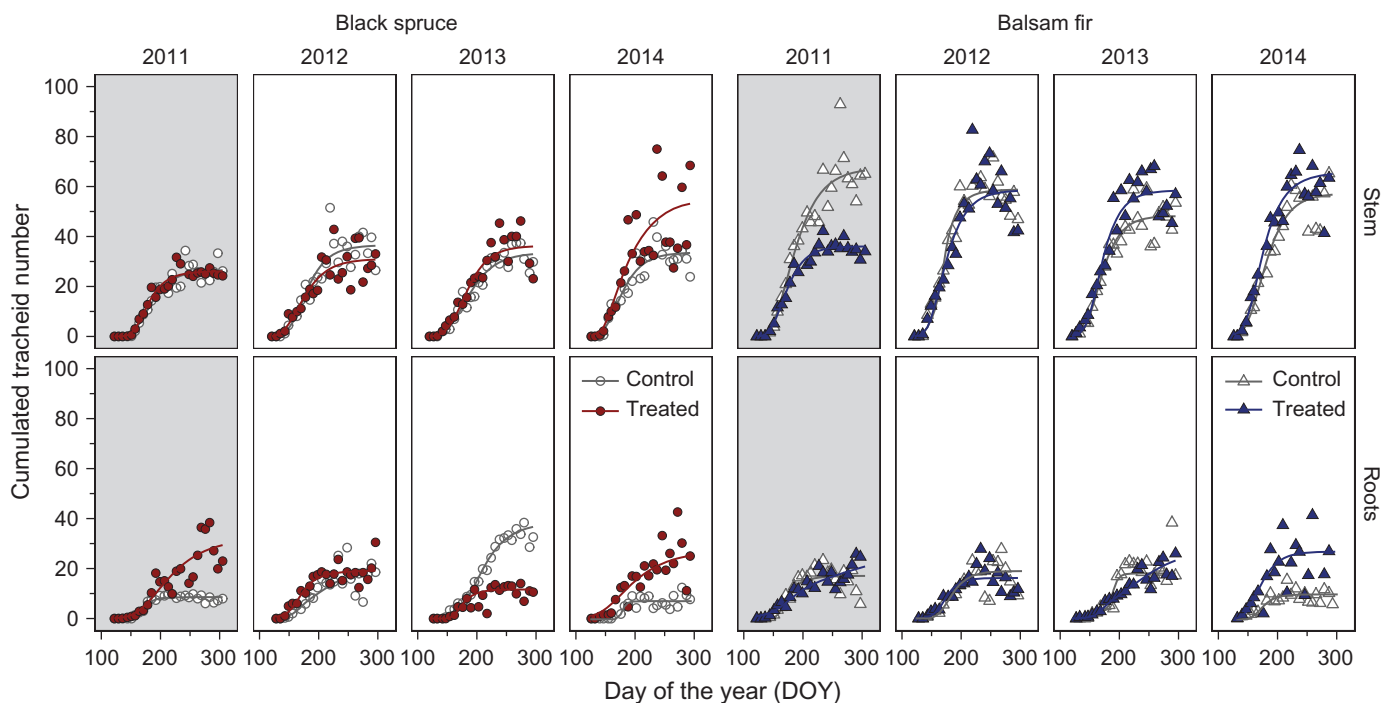 Black spruce Balsam fir
2011 2012 2013 2014 2011 2012 2013 2014
100
80
60
40
20
0
Stem
Cumulated tracheid number
100
80
60
40
20
0
Control
Treated
Control
Treated
Roots
100 200 300 100 200 300 100 200 300 100 200 300 100 200 300 100 200 300 100 200 300 100 200 300
Day of the year (DOY)